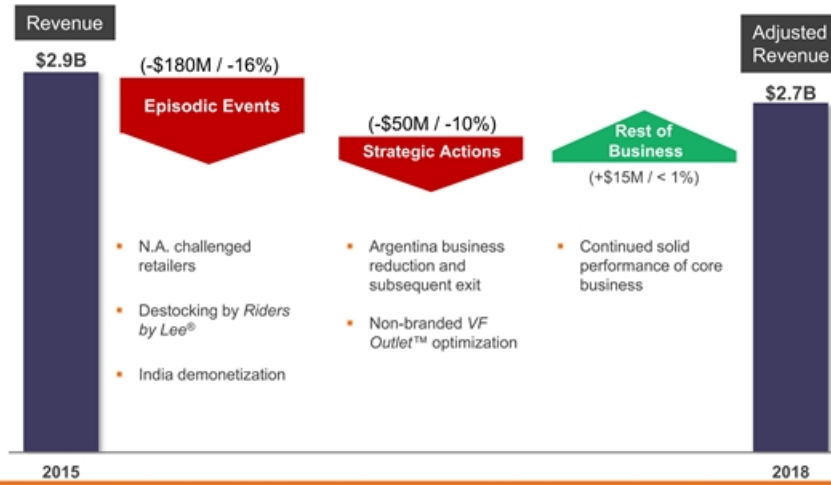 Revenue
$2.9B
(-$180M / -16%)
Episodic Events
(-$50M / -10%)
Strategic Actions
Rest of
Business
(+$15M / < 1%)
Adjusted
Revenue
$2.7B
▪ N.A. challenged
retailers
▪ Destocking by Riders
by Lee®
▪ India demonetization
▪ Argentina business
reduction and
subsequent exit
▪ Non-branded VF
Outlet™ optimization
▪ Continued solid
performance of core
business
2015
2018